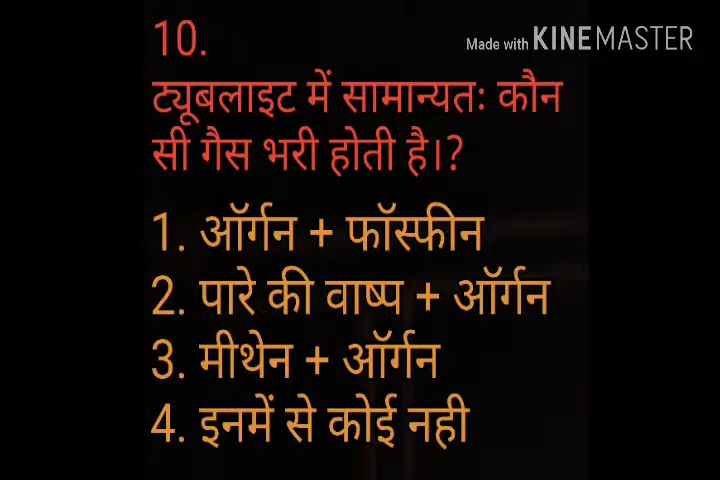 10.
Made with KINEMASTER
ट्यूबलाइट में सामान्यतः कौन
सी गैस भरी होती है।?
1. ऑर्गन + फॉस्फीन
2. पारे की वाष्प + ऑर्गन
3. मीथेन + ऑर्गन
4. इनमें से कोई नही